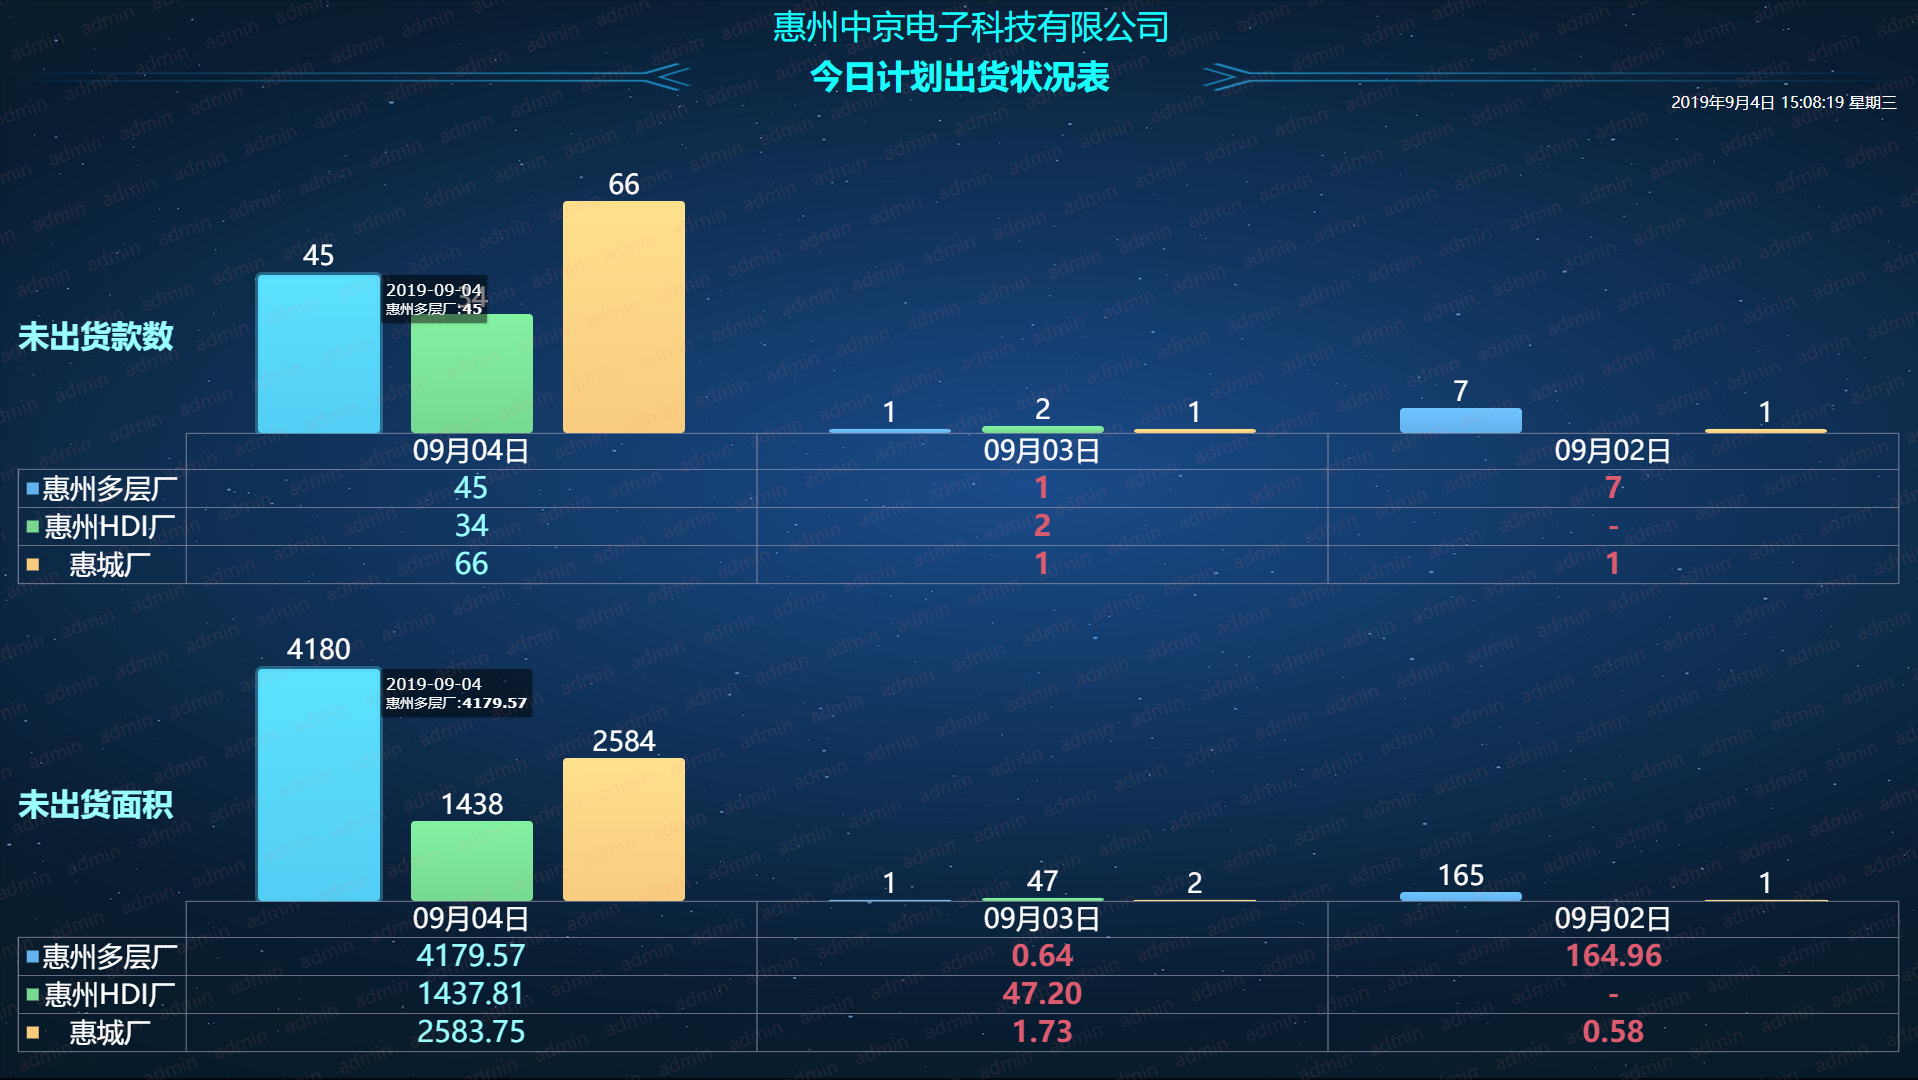 惠州中京电子科技有限公司
今日计划出货状况表
2019年9月4日 15:08:19 星期三
未出货款数
45
34
66
1
2
1
7
1
2019-09-04
惠州多层厂:45
09月04日 09月03日 09月02日
惠州多层厂 45 1 7
惠州HDI厂 34 2 -
惠城厂 66 1 1
未出货面积
4180
1438
2584
1
47
2
165
1
2019-09-04
惠州多层厂:4179.57
09月04日 09月03日 09月02日
惠州多层厂 4179.57 0.64 164.96
惠州HDI厂 1437.81 47.20 -
惠城厂 2583.75 1.73 0.58
admin